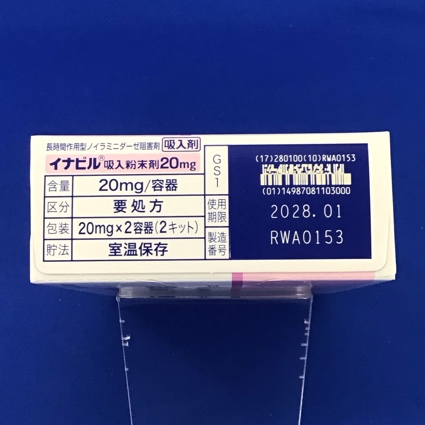 長時間作用型ノイラミニダーゼ阻害剤 吸入剤
イナビル® 吸入粉末剤20mg
含量 20mg/容器
区分 要処方
包装 20mg×2容器(2キット)
貯法 室温保存
GS1
(17)280100(10)RWA0153
(01)14987081103000
使用期限 2028.01
製造番号 RWA0153